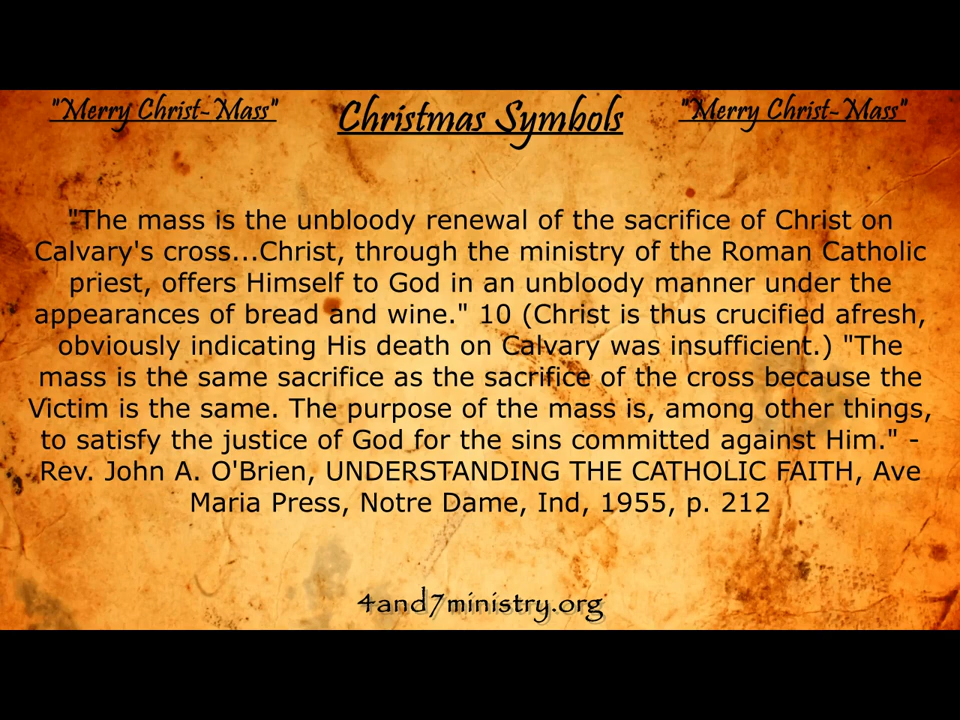 "Merry Christ-Mass" Christmas Symbols "Merry Christ-Mass"
"The mass is the unbloody renewal of the sacrifice of Christ on
Calvary's cross...Christ, through the ministry of the Roman Catholic
priest, offers Himself to God in an unbloody manner under the
appearances of bread and wine." 10 (Christ is thus crucified afresh,
obviously indicating His death on Calvary was insufficient.) "The
mass is the same sacrifice as the sacrifice of the cross because the
Victim is the same. The purpose of the mass is, among other things,
to satisfy the justice of God for the sins committed against Him." -
Rev. John A. O'Brien, UNDERSTANDING THE CATHOLIC FAITH, Ave
Maria Press, Notre Dame, Ind, 1955, p. 212
4and7ministry.org